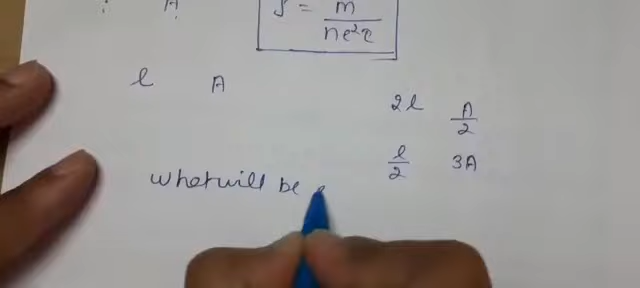 ρ = m / ne²τ
l A 2l A/2
l/2 3A
What will be